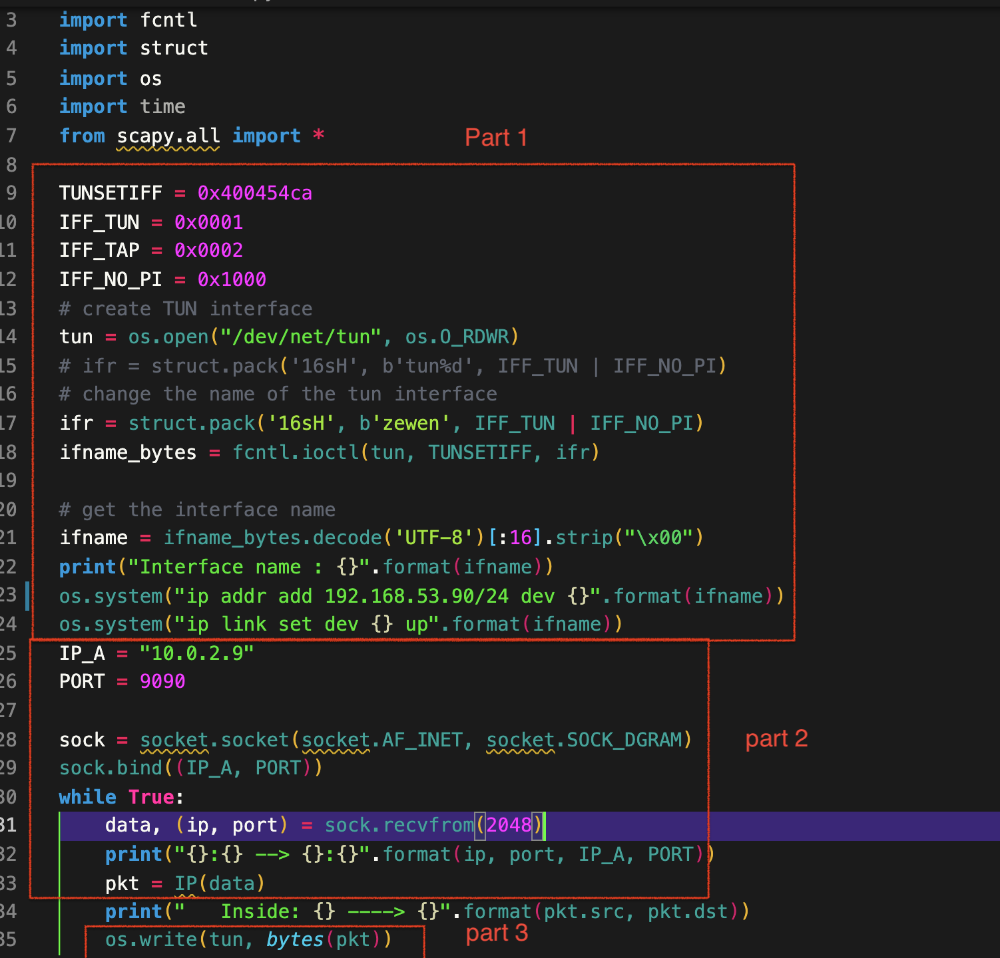 3 import fcntl
4 import struct
5 import os
6 import time
7 from scapy.all import *
Part 1
8
9 TUNSETIFF = 0x400454ca
10 IFF_TUN = 0x0001
11 IFF_TAP = 0x0002
12 IFF_NO_PI = 0x1000
13 # create TUN interface
14 tun = os.open("/dev/net/tun", os.O_RDWR)
15 # ifr = struct.pack('16sH', b'tun%d', IFF_TUN | IFF_NO_PI)
16 # change the name of the tun interface
17 ifr = struct.pack('16sH', b'zewen', IFF_TUN | IFF_NO_PI)
18 ifname_bytes = fcntl.ioctl(tun, TUNSETIFF, ifr)
19
20 # get the interface name
21 ifname = ifname_bytes.decode('UTF-8')[:16].strip("\x00")
22 print("Interface name : {}".format(ifname))
23 os.system("ip addr add 192.168.53.90/24 dev {}".format(ifname))
24 os.system("ip link set dev {} up".format(ifname))
25 IP_A = "10.0.2.9"
26 PORT = 9090
27
28 sock = socket.socket(socket.AF_INET, socket.SOCK_DGRAM)
part 2
29 sock.bind((IP_A, PORT))
30 while True:
31     data, (ip, port) = sock.recvfrom(2048)
32     print("{}:{} --> {}:{}".format(ip, port, IP_A, PORT))
33     pkt = IP(data)
34     print("   Inside: {} ----> {}".format(pkt.src, pkt.dst))
part 3
35     os.write(tun, bytes(pkt))